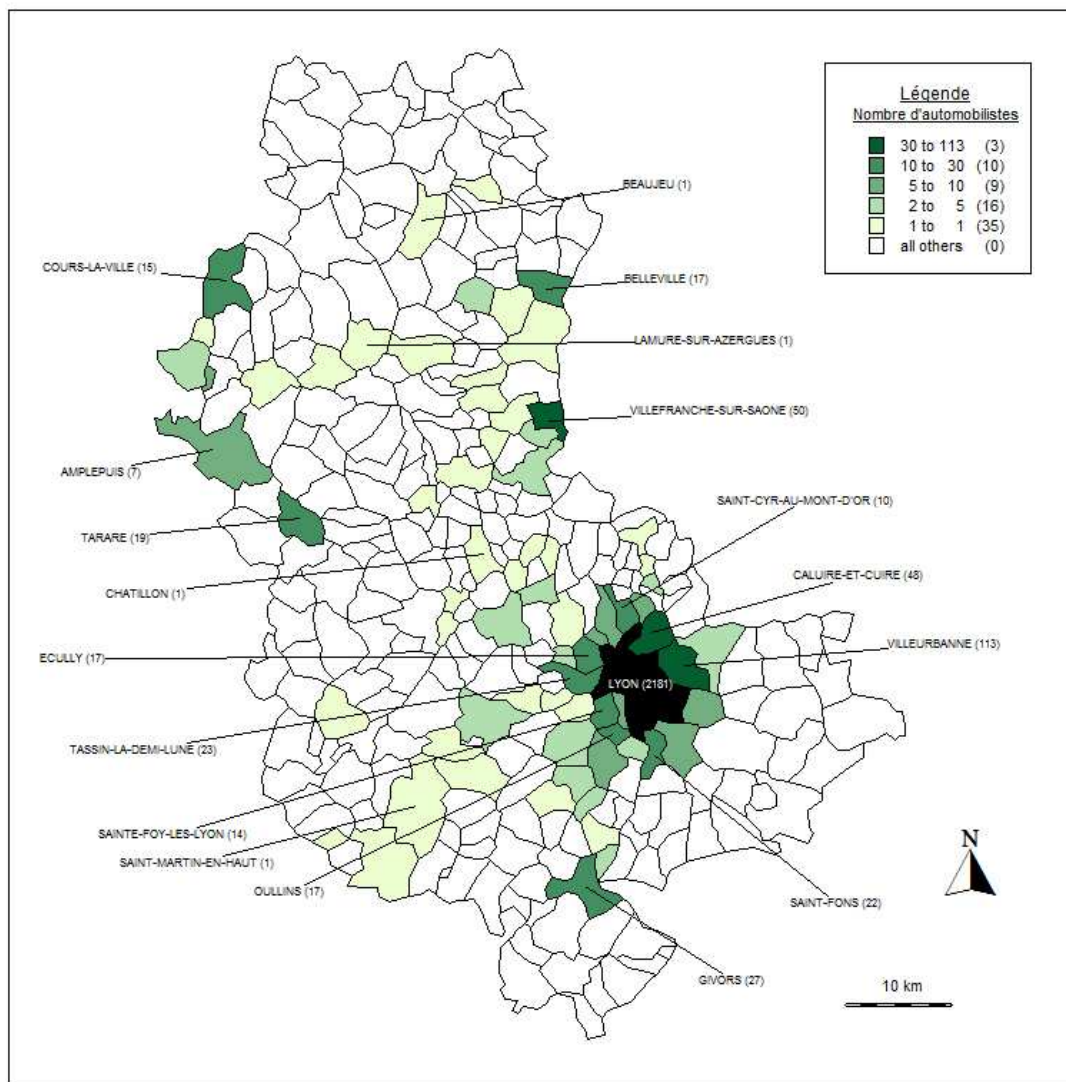 Légende
Nombre d'automobilistes
30 to 113 (3)
10 to 30 (10)
5 to 10 (9)
2 to 5 (16)
1 to 1 (35)
all others (0)
BEAUJEU (1)
COURS-LA-VILLE (15)
BELLEVILLE (17)
LAMURE-SUR-AZERGUES (1)
VILLEFRANCHE-SUR-SAONE (50)
AMPLEPUIS (7)
SAINT-CYR-AU-MONT-D'OR (10)
TARARE (19)
CALUIRE-ET-CUIRE (48)
CHATILLON (1)
VILLEURBANNE (113)
ECULLY (17)
LYON (2181)
TASSIN-LA-DEMI-LUNE (23)
SAINTE-FOY-LES-LYON (14)
SAINT-MARTIN-EN-HAUT (1)
OULLINS (17)
SAINT-FONS (22)
N
GIVORS (27)
10 km